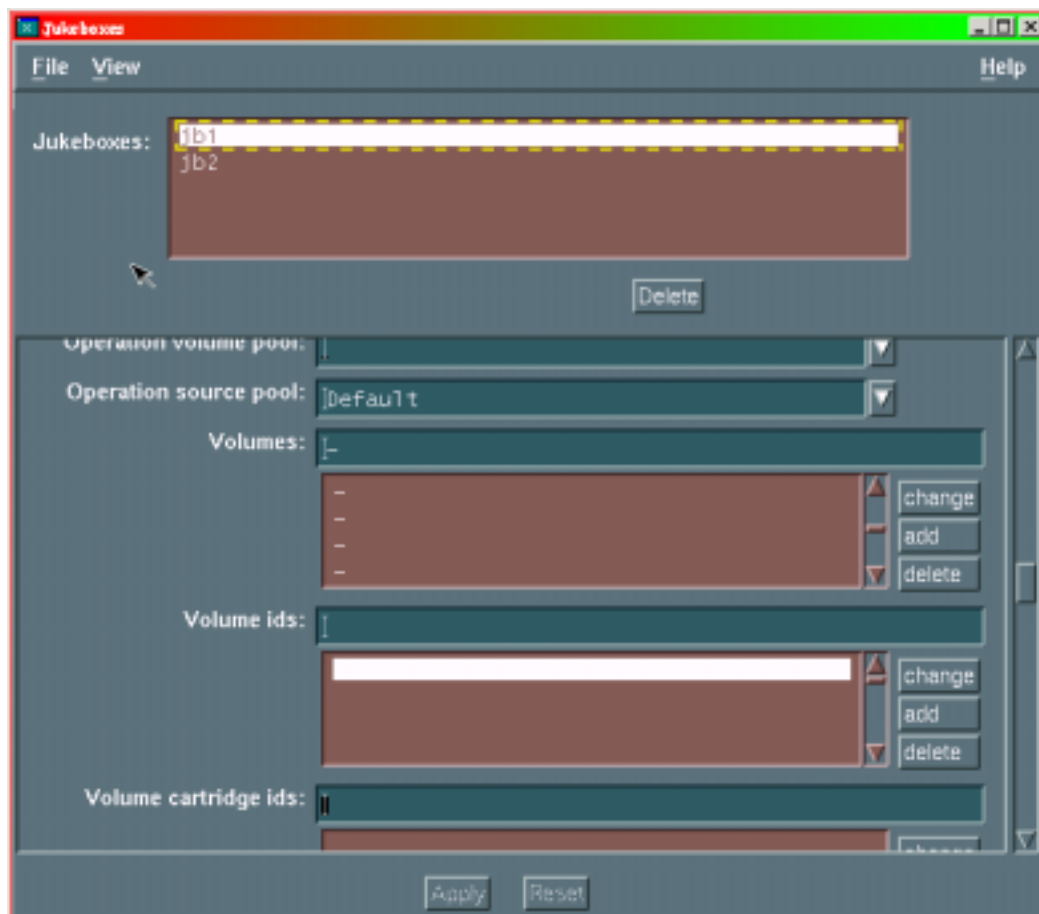 Jukeboxes
File View Help
Jukeboxes: jb1
jb2
Delete
Operation volume pool:
Operation source pool: Default
Volumes: -
-
-
-
-
change
add
delete
Volume ids:
change
add
delete
Volume cartridge ids:
change
Apply Reset